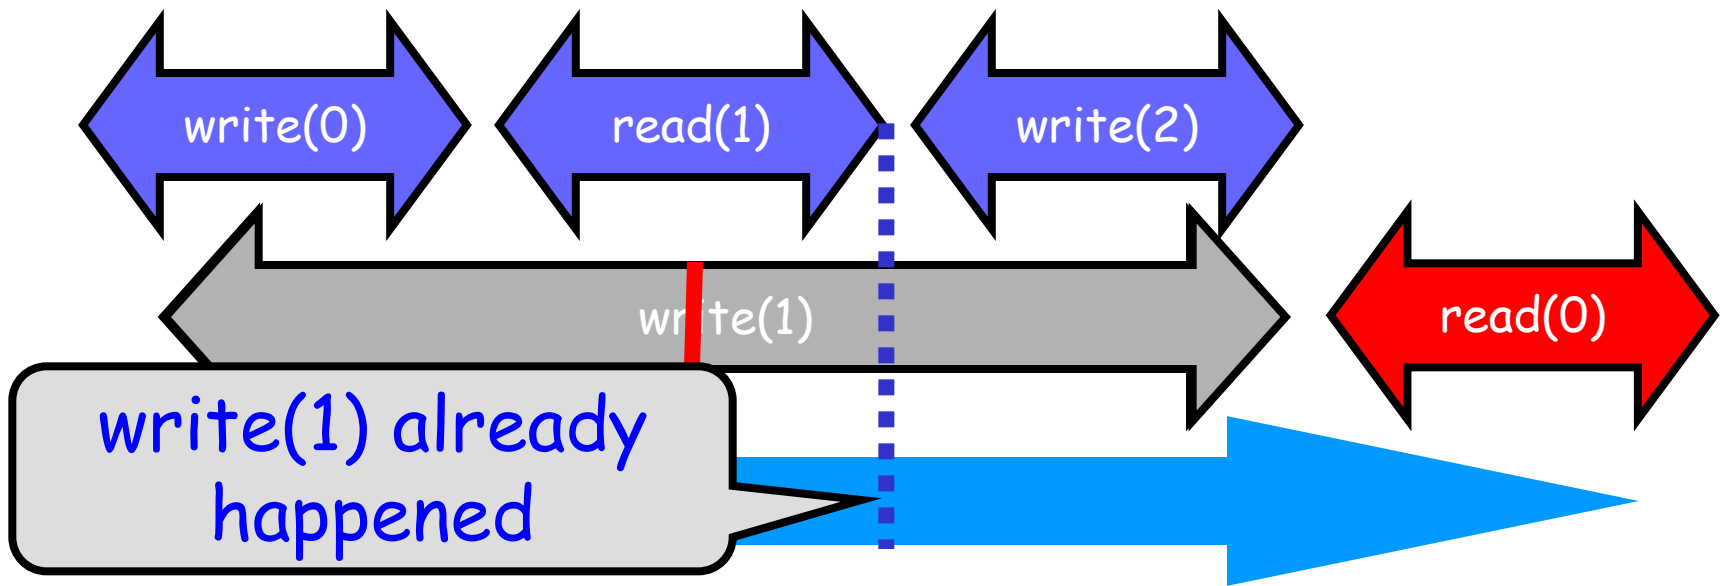 write(0) read(1) write(2)
write(1) read(0)
write(1) already
happened